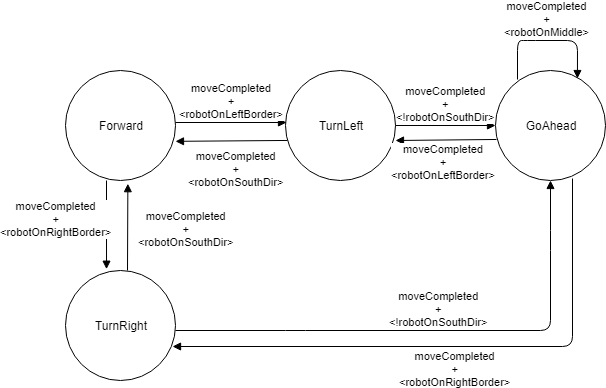 moveCompleted
+
<robotOnMiddle>
moveCompleted
+
<robotOnLeftBorder>
moveCompleted
+
<!robotOnSouthDir>
Forward
TurnLeft
GoAhead
moveCompleted
+
<robotOnSouthDir>
moveCompleted
+
<robotOnLeftBorder>
moveCompleted
+
<robotOnRightBorder>
moveCompleted
+
<robotOnSouthDir>
TurnRight
moveCompleted
+
<!robotOnSouthDir>
moveCompleted
+
<robotOnRightBorder>